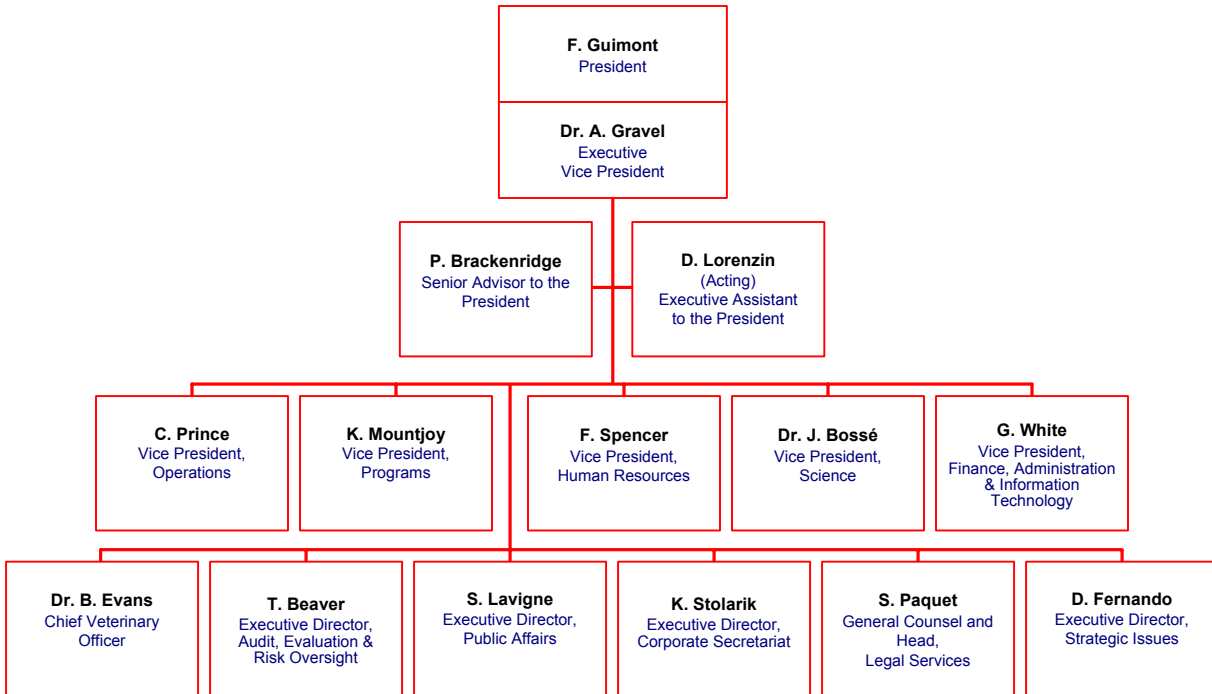 F. Guimont
President
Dr. A. Gravel
Executive
Vice President
P. Brackenridge
Senior Advisor to the
President
D. Lorenzin
(Acting)
Executive Assistant
to the President
C. Prince
Vice President,
Operations
K. Mountjoy
Vice President,
Programs
F. Spencer
Vice President,
Human Resources
Dr. J. Bossé
Vice President,
Science
G. White
Vice President,
Finance, Administration
& Information
Technology
Dr. B. Evans
Chief Veterinary
Officer
T. Beaver
Executive Director,
Audit, Evaluation &
Risk Oversight
S. Lavigne
Executive Director,
Public Affairs
K. Stolarik
Executive Director,
Corporate Secretariat
S. Paquet
General Counsel and
Head,
Legal Services
D. Fernando
Executive Director,
Strategic Issues